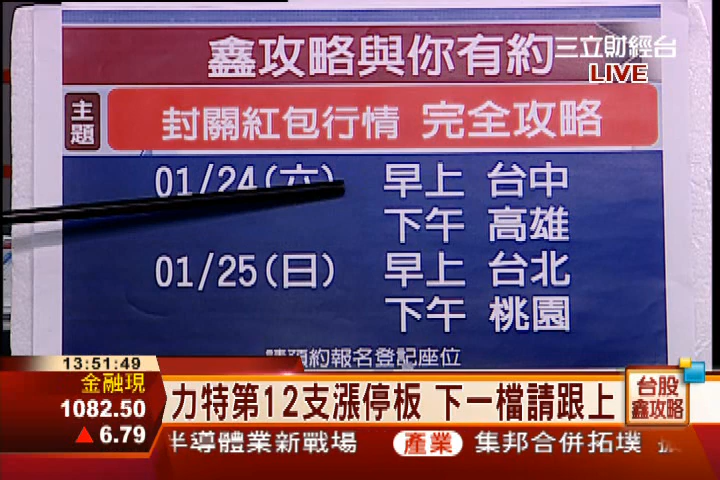 鑫攻略與你有約
三立財經台
LIVE
主題
封關紅包行情 完全攻略
01/24(六) 早上 台中
下午 高雄
01/25(日) 早上 台北
下午 桃園
請預約報名登記座位
13:51:49
金融現
1082.50
▲6.79
力特第12支漲停板 下一檔請跟上
台股
鑫攻略
半導體業新戰場 產業 集邦合併拓墣